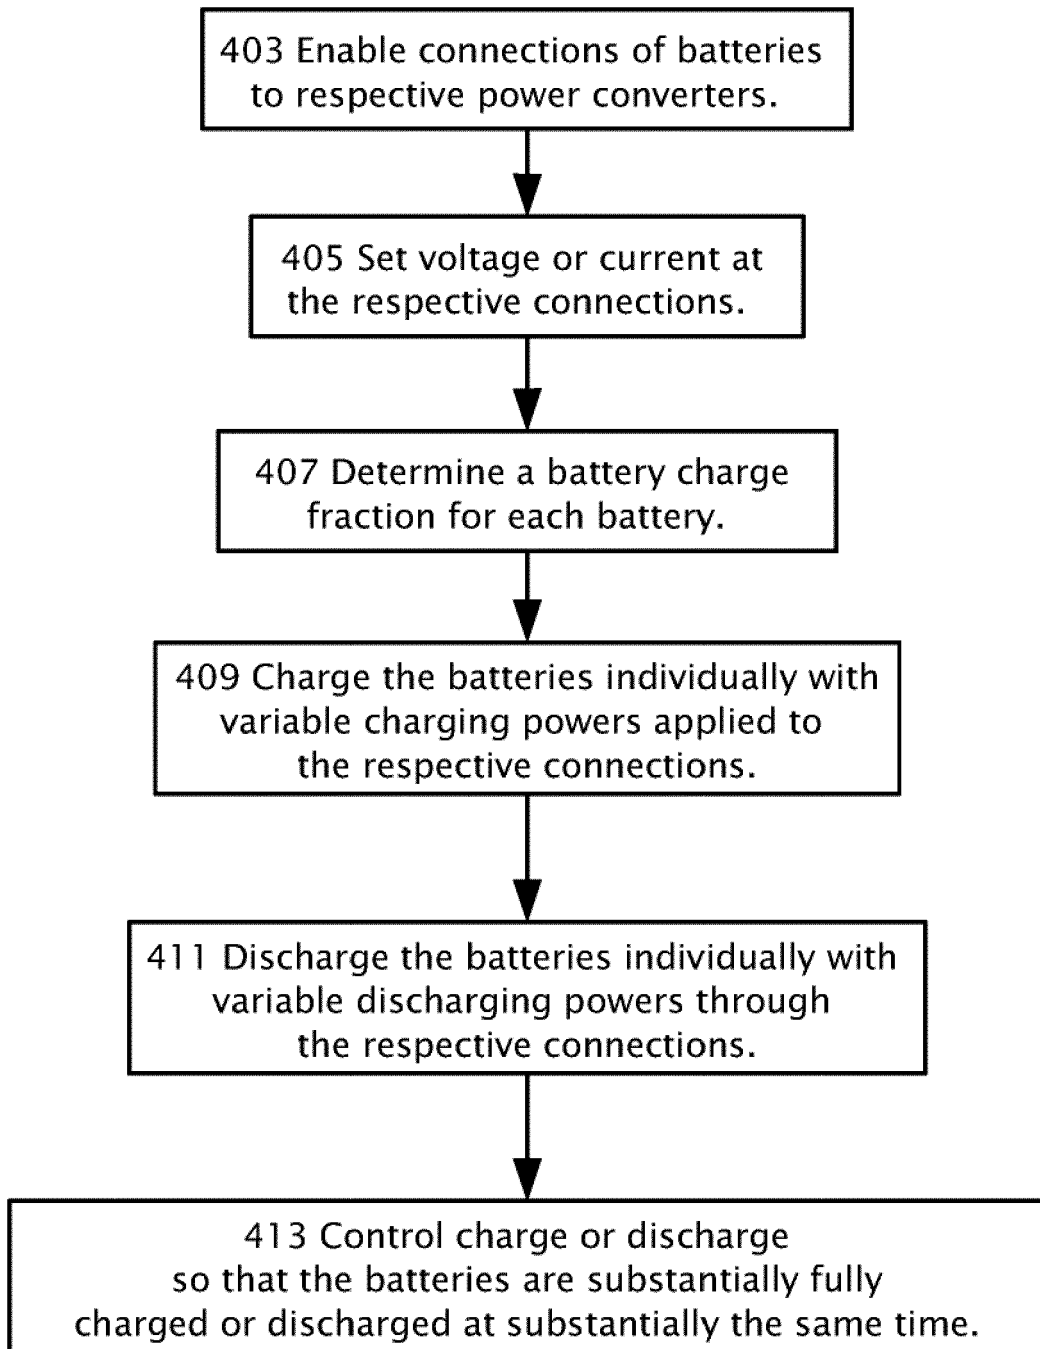 403 Enable connections of batteries
to respective power converters.
405 Set voltage or current at
the respective connections.
407 Determine a battery charge
fraction for each battery.
409 Charge the batteries individually with
variable charging powers applied to
the respective connections.
411 Discharge the batteries individually with
variable discharging powers through
the respective connections.
413 Control charge or discharge
so that the batteries are substantially fully
charged or discharged at substantially the same time.